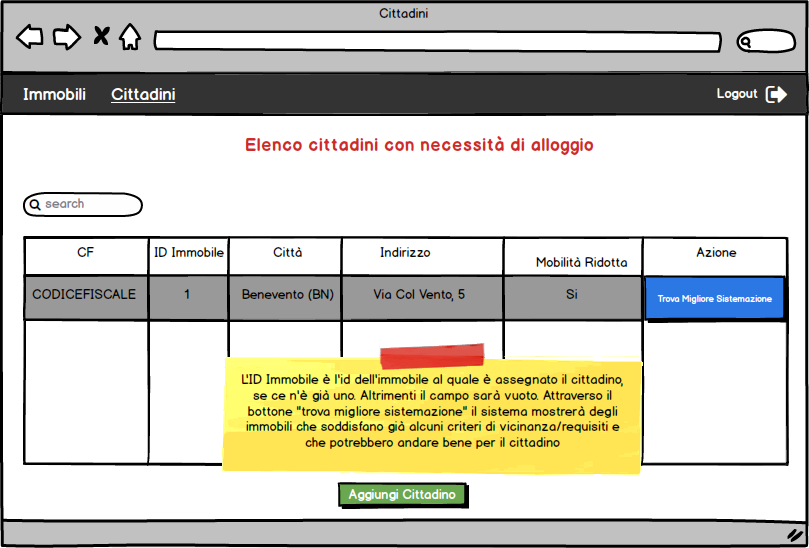 Cittadini
Immobili Cittadini Logout
Elenco cittadini con necessità di alloggio
search
CF ID Immobile Città Indirizzo Mobilità Ridotta Azione
CODICEFISCALE 1 Benevento (BN) Via Col Vento, 5 Si Trova Migliore Sistemazione
L'ID Immobile è l'id dell'immobile al quale è assegnato il cittadino,
se ce n'è già uno. Altrimenti il campo sarà vuoto. Attraverso il
bottone "trova migliore sistemazione" il sistema mostrerà degli
immobili che soddisfano già alcuni criteri di vicinanza/requisiti e
che potrebbero andare bene per il cittadino
Aggiungi Cittadino